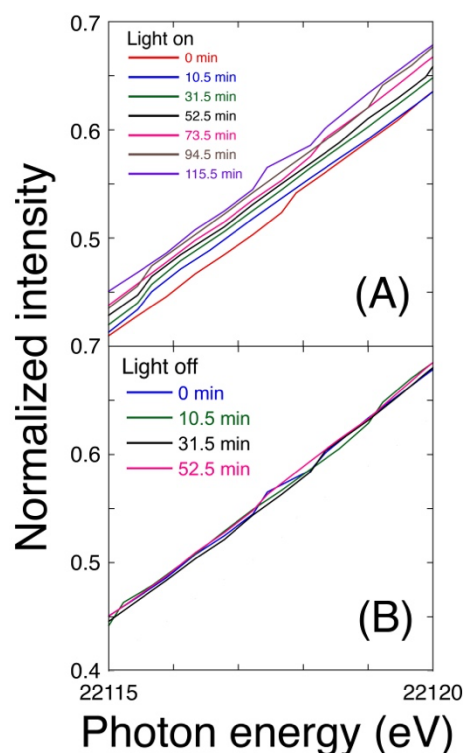 Normalized intensity
0.7
0.6
0.5
Light on
0 min
10.5 min
31.5 min
52.5 min
73.5 min
94.5 min
115.5 min
(A)
0.7
0.6
0.5
0.4
Light off
0 min
10.5 min
31.5 min
52.5 min
(B)
22115
22120
Photon energy (eV)